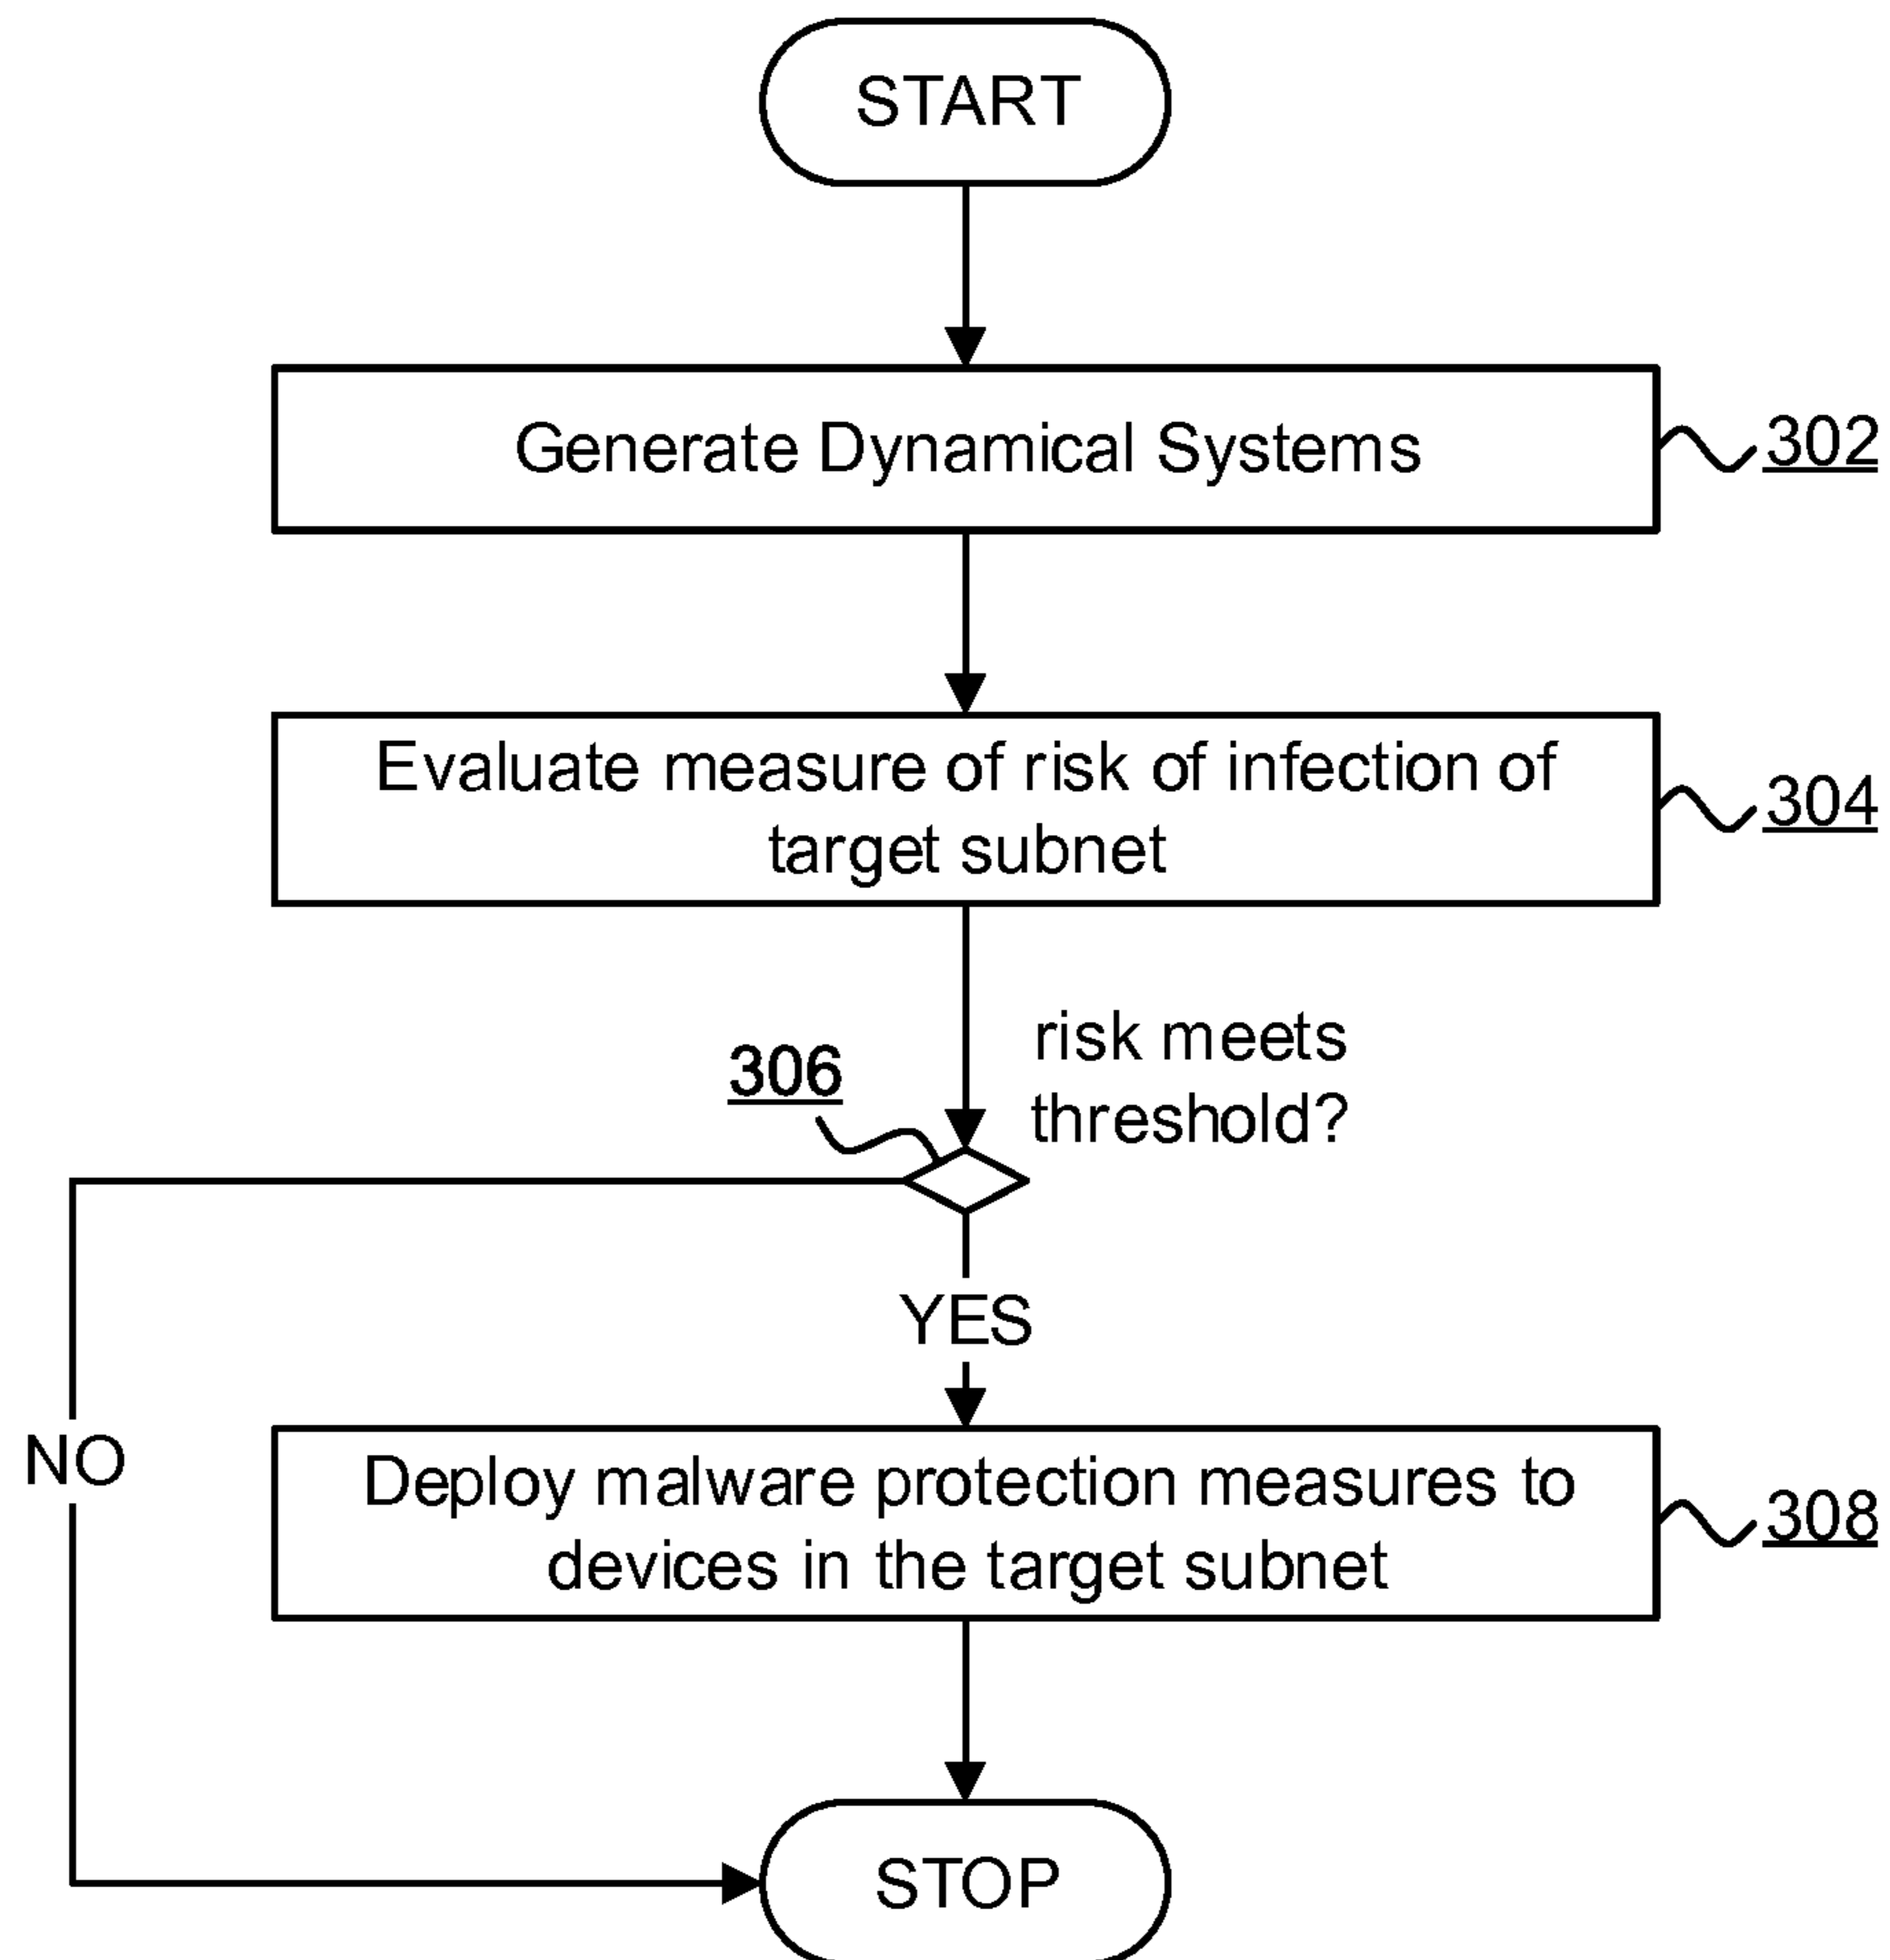 START
Generate Dynamical Systems
302
Evaluate measure of risk of infection of
target subnet
304
306
risk meets
threshold?
YES
NO
Deploy malware protection measures to
devices in the target subnet
308
STOP